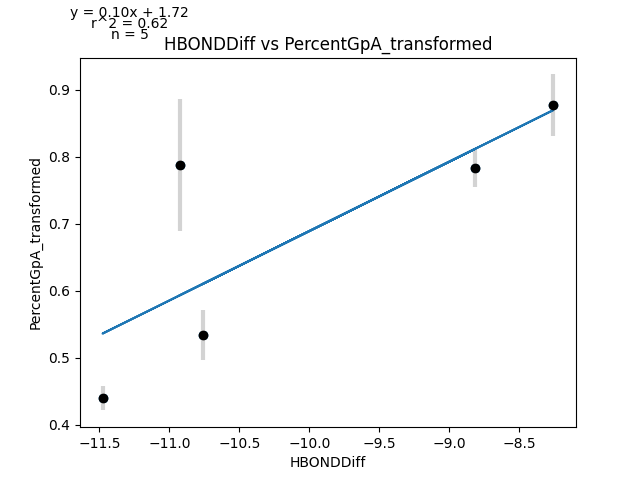 y = 0.10x + 1.72
r^2 = 0.62
n = 5
HBONDDiff vs PercentGpA_transformed
PercentGpA_transformed
0.9
0.8
0.7
0.6
0.5
0.4
−11.5 −11.0 −10.5 −10.0 −9.5 −9.0 −8.5
HBONDDiff